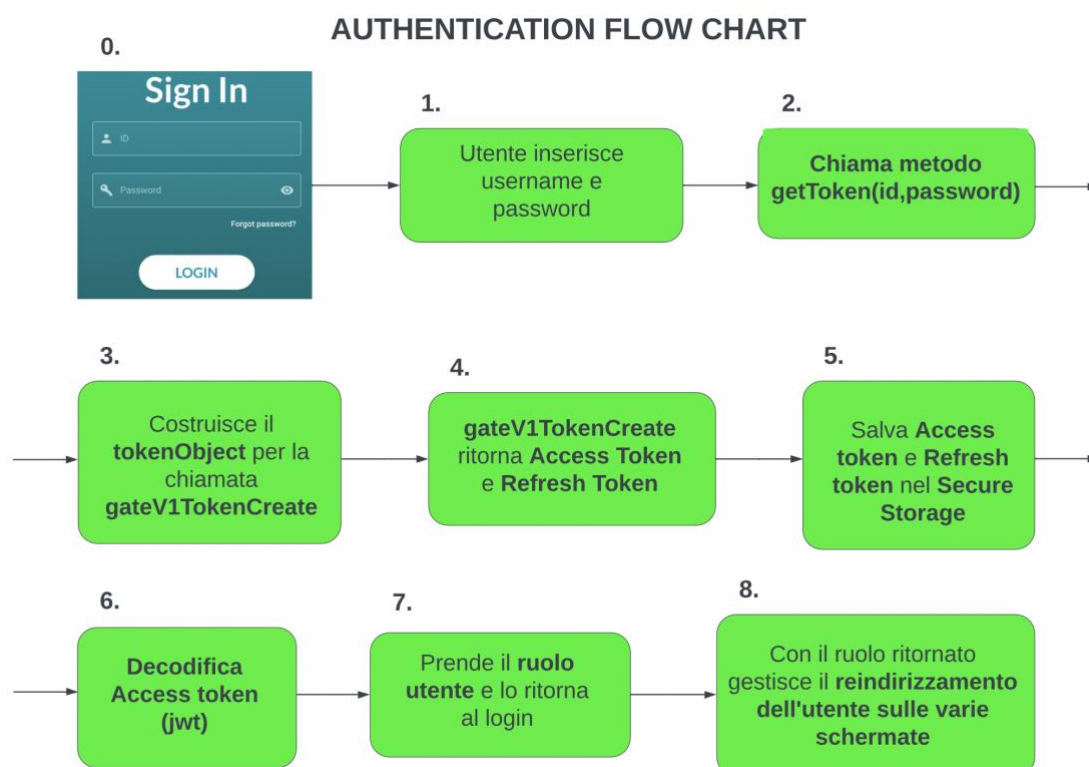 AUTHENTICATION FLOW CHART
0.
Sign In
ID
Password
Forgot password?
LOGIN
1.
Utente inserisce
username e
password
2.
Chiama metodo
getToken(id,password)
3.
Costruisce il
tokenObject per la
chiamata
gateV1TokenCreate
4.
gateV1TokenCreate
ritorna Access Token
e Refresh Token
5.
Salva Access
token e Refresh
token nel Secure
Storage
6.
Decodifica
Access token
(jwt)
7.
Prende il ruolo
utente e lo ritorna
al login
8.
Con il ruolo ritornato
gestisce il reindirizzamento
dell'utente sulle varie
schermate